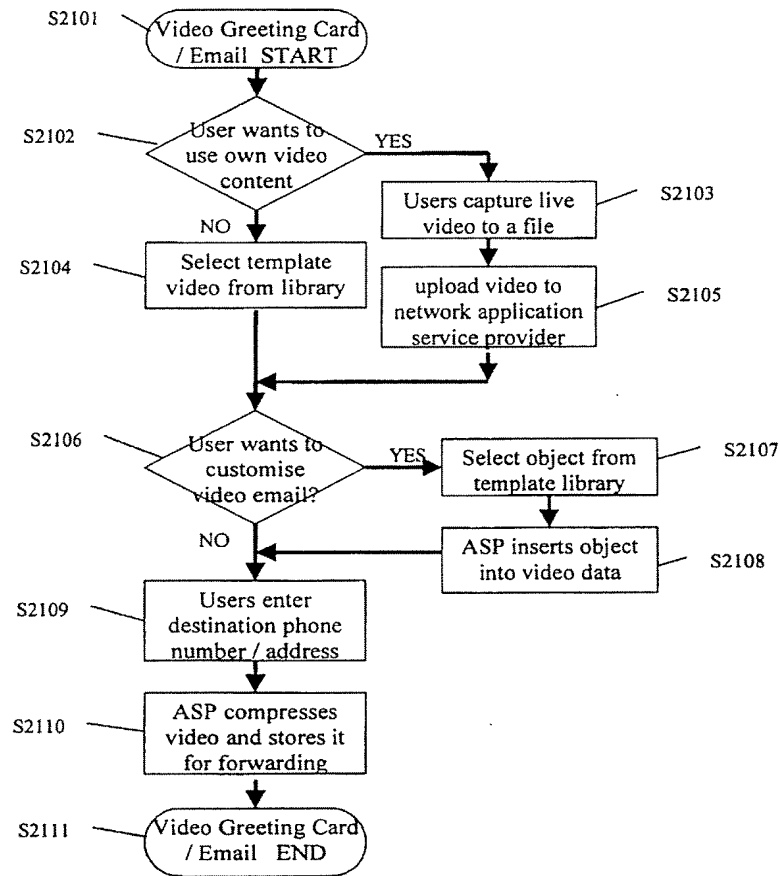 S2101
Video Greeting Card
/ Email START
S2102
User wants to
use own video
content
YES
S2103
Users capture live
video to a file
NO
S2104
Select template
video from library
S2105
upload video to
network application
service provider
S2106
User wants to
customise
video email?
YES
S2107
Select object from
template library
NO
S2108
ASP inserts object
into video data
S2109
Users enter
destination phone
number / address
S2110
ASP compresses
video and stores it
for forwarding
S2111
Video Greeting Card
/ Email END